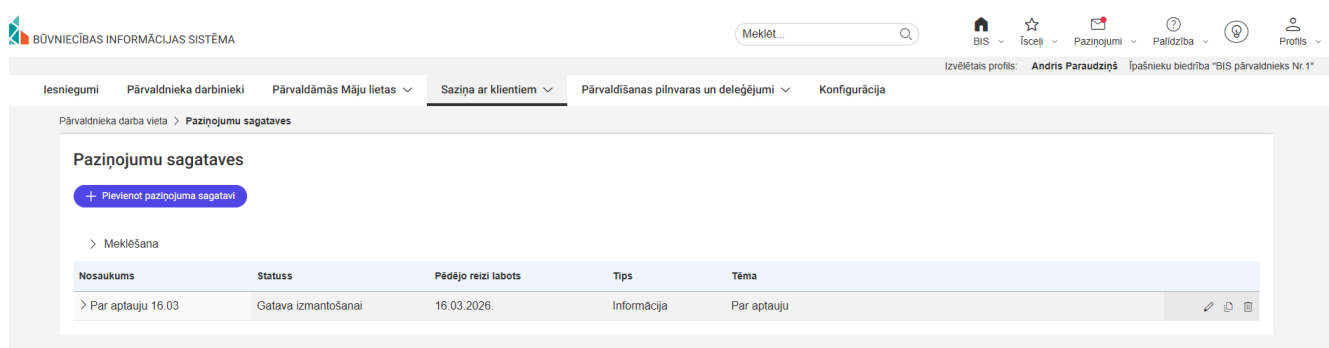 BŪVNIECĪBAS INFORMĀCIJAS SISTĒMA
Meklēt...
BIS
Īsceļi
Paziņojumi
Palīdzība
Profils
Izvēlētais profils: Andris Paraudziņš Īpašnieku biedrība "BIS pārvaldnieks Nr.1"
Iesniegumi Pārvaldnieka darbinieki Pārvaldāmās Māju lietas Saziņa ar klientiem Pārvaldīšanas pilnvaras un deleģējumi Konfigurācija
Pārvaldnieka darba vieta > Paziņojumu sagataves
Paziņojumu sagataves
+ Pievienot paziņojuma sagatavi
> Meklēšana
Nosaukums Statuss Pēdējo reizi labots Tips Tēma
> Par aptauju 16.03 Gatava izmantošanai 16.03.2026. Informācija Par aptauju